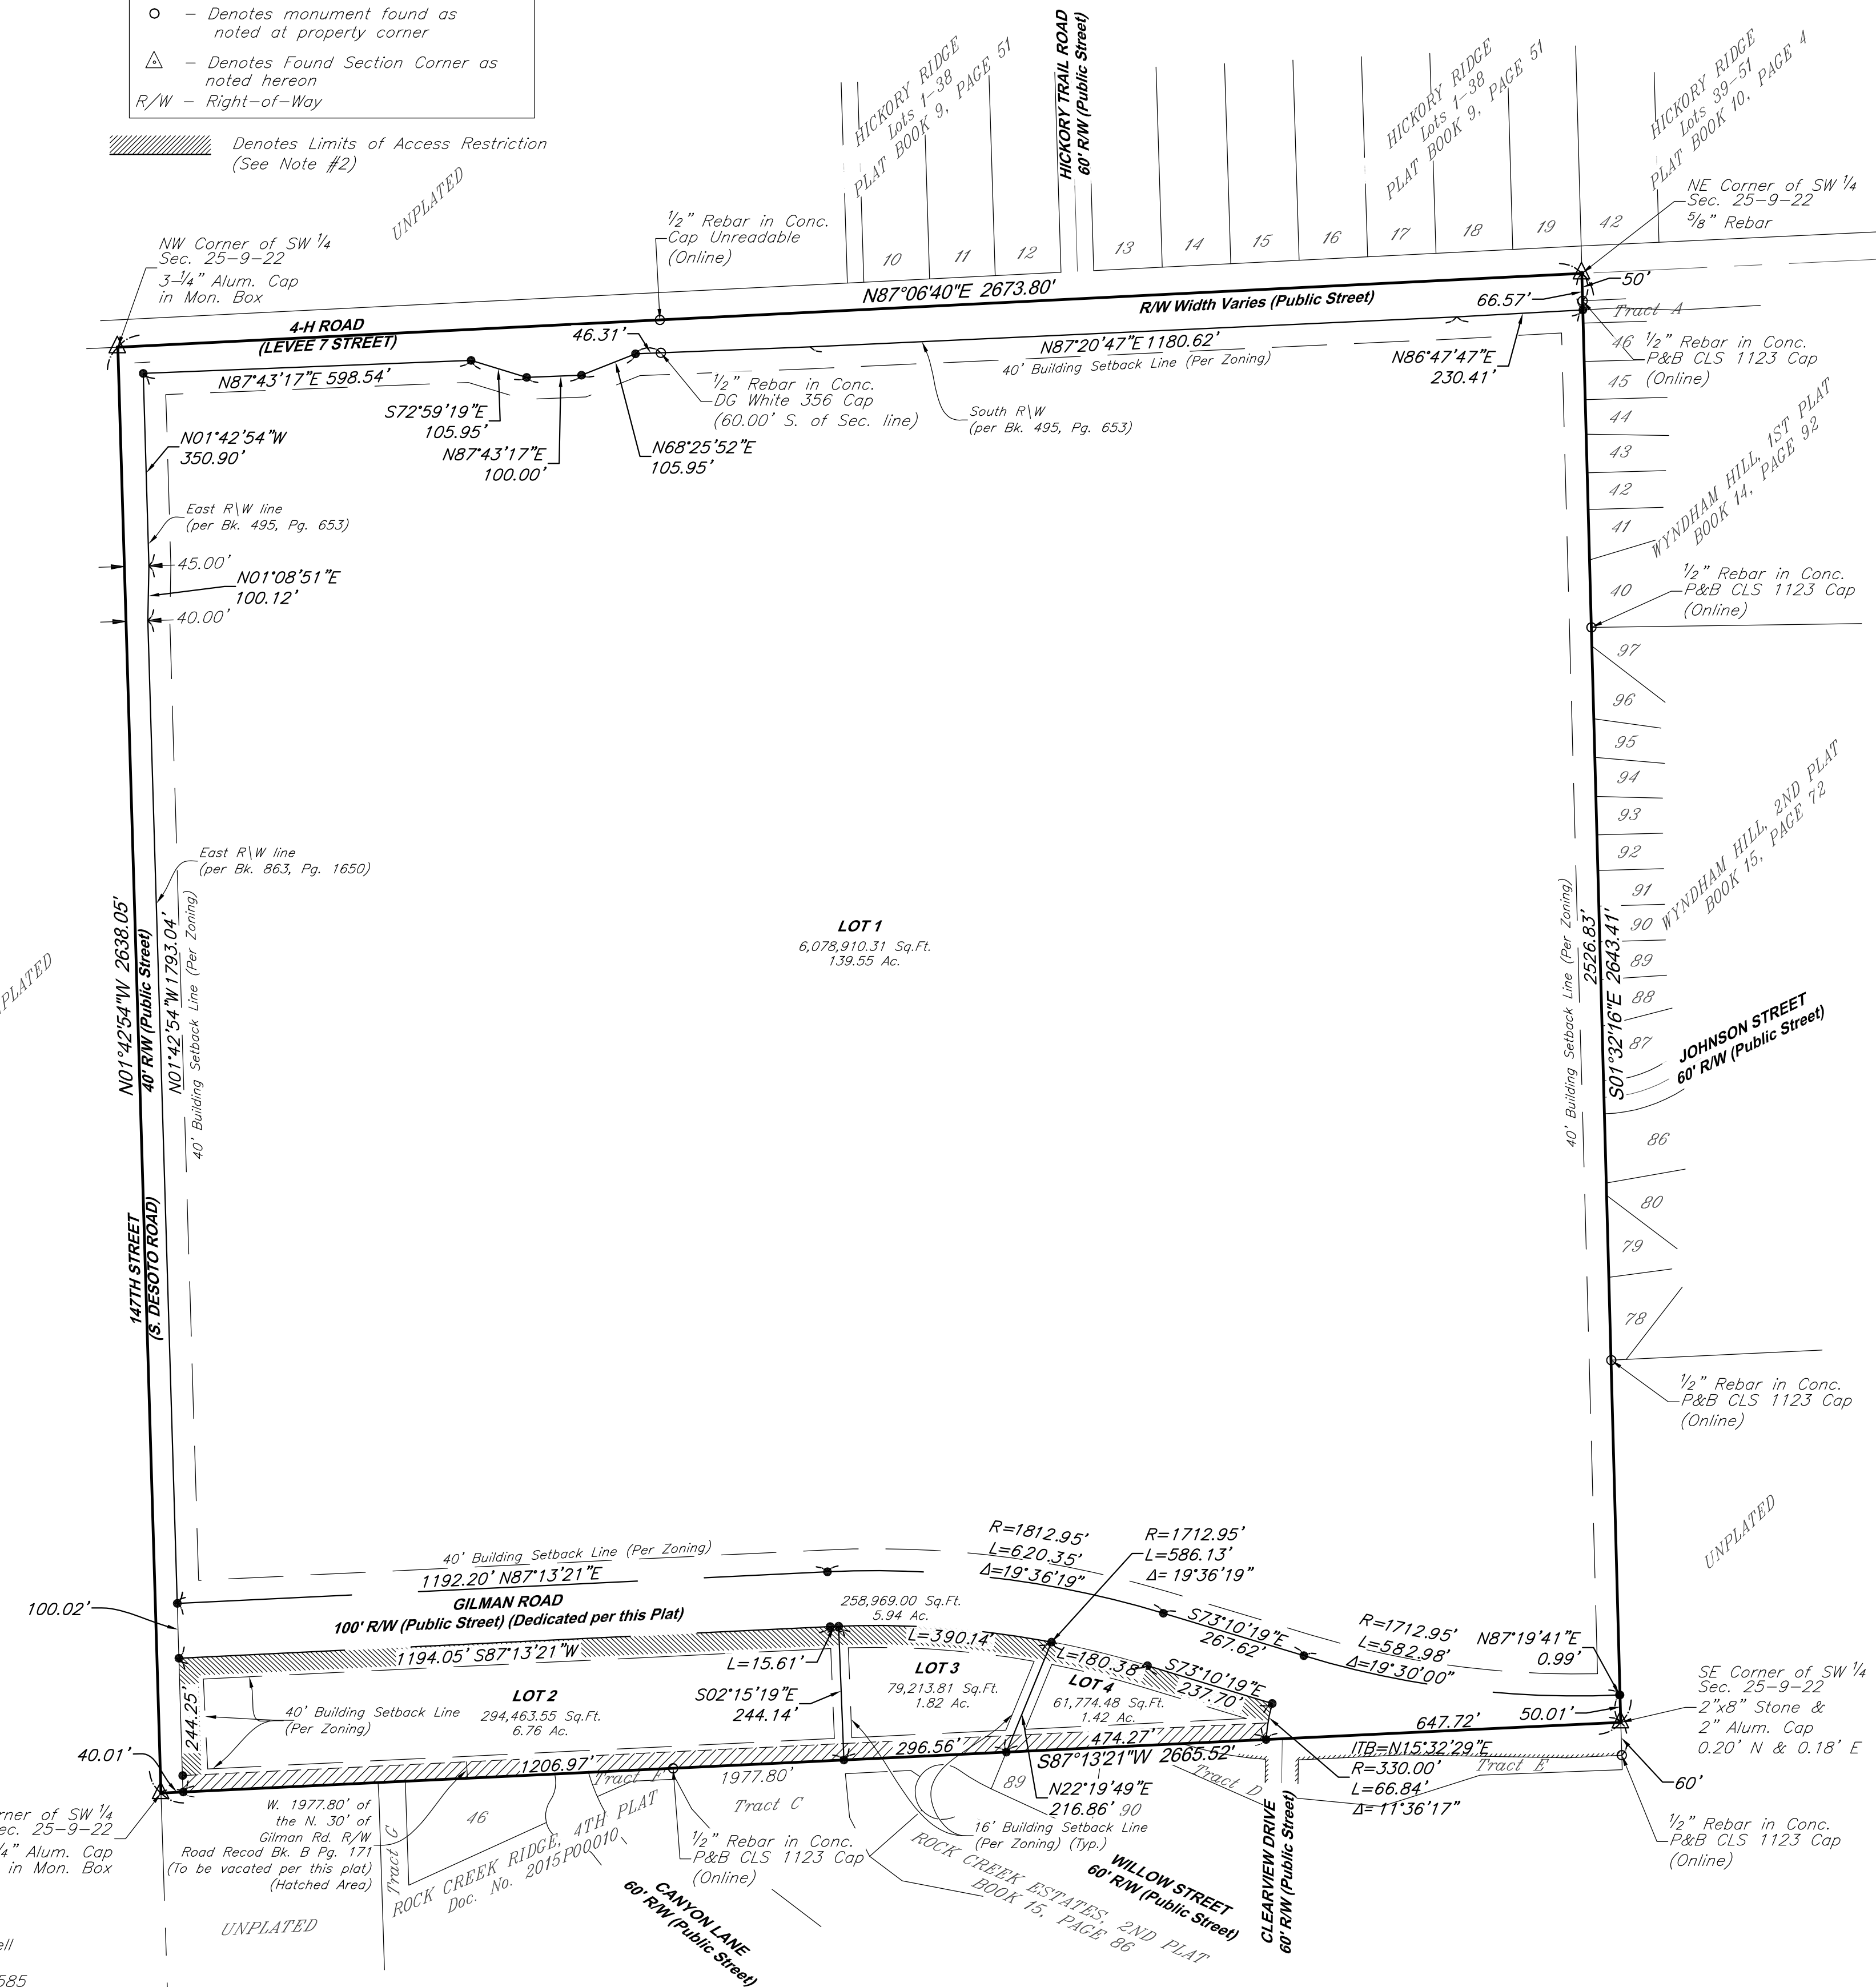 ○ – Denotes monument found as
noted at property corner
△ – Denotes Found Section Corner as
noted hereon
R/W – Right-of-Way
Denotes Limits of Access Restriction
(See Note #2)
UNPLATED
HICKORY RIDGE
Lots 1-38
PLAT BOOK 9, PAGE 51
HICKORY TRAIL ROAD
60' R/W (Public Street)
HICKORY RIDGE
Lots 1-38
PLAT BOOK 9, PAGE 51
HICKORY RIDGE
Lots 39-51
PLAT BOOK 10, PAGE 4
NE Corner of SW 1/4
Sec. 25-9-22
5/8" Rebar
NW Corner of SW 1/4
Sec. 25-9-22
3-1/4" Alum. Cap
in Mon. Box
1/2" Rebar in Conc.
Cap Unreadable
(Online)
10
11
12
13
14
15
16
17
18
19
42
N87°06'40"E 2673.80'
R/W Width Varies (Public Street)
66.57'
50'
Tract A
4-H ROAD
(LEVEE 7 STREET)
46.31'
N87°20'47"E 1180.62'
40' Building Setback Line (Per Zoning)
N86°47'47"E
230.41'
46
1/2" Rebar in Conc.
P&B CLS 1123 Cap
(Online)
N87°43'17"E 598.54'
S72°59'19"E
105.95'
N87°43'17"E
100.00'
N68°25'52"E
105.95'
1/2" Rebar in Conc.
DG White 356 Cap
(60.00' S. of Sec. line)
South R\W
(per Bk. 495, Pg. 653)
N01°42'54"W
350.90'
East R\W line
(per Bk. 495, Pg. 653)
45.00'
N01°08'51"E
100.12'
40.00'
45
44
43
42
41
40
WYNDHAM HILL, 1ST PLAT
BOOK 14, PAGE 92
1/2" Rebar in Conc.
P&B CLS 1123 Cap
(Online)
97
96
95
94
93
92
91
90
89
88
87
86
80
79
78
WYNDHAM HILL, 2ND PLAT
BOOK 15, PAGE 72
JOHNSON STREET
60' R/W (Public Street)
East R\W line
(per Bk. 863, Pg. 1650)
N01°42'54"W 2638.05'
40' R/W (Public Street)
N01°42'54"W 1793.04'
40' Building Setback Line (Per Zoning)
LOT 1
6,078,910.31 Sq.Ft.
139.55 Ac.
40' Building Setback Line (Per Zoning)
2526.83'
S01°32'16"E 2643.41'
PLATED
147TH STREET
(S. DESOTO ROAD)
1/2" Rebar in Conc.
P&B CLS 1123 Cap
(Online)
UNPLATED
40' Building Setback Line (Per Zoning)
1192.20' N87°13'21"E
GILMAN ROAD
100' R/W (Public Street) (Dedicated per this Plat)
258,969.00 Sq.Ft.
5.94 Ac.
R=1812.95'
L=620.35'
Δ=19°36'19"
R=1712.95'
L=586.13'
Δ= 19°36'19"
S73°10'19"E
267.62'
R=1712.95'
L=582.98'
Δ=19°30'00"
N87°19'41"E
0.99'
100.02'
1194.05' S87°13'21"W
L=15.61'
L=390.14'
L=180.38'
S73°10'19"E
237.70'
LOT 2
294,463.55 Sq.Ft.
6.76 Ac.
40' Building Setback Line
(Per Zoning)
244.25'
S02°15'19"E
244.14'
LOT 3
79,213.81 Sq.Ft.
1.82 Ac.
LOT 4
61,774.48 Sq.Ft.
1.42 Ac.
SE Corner of SW 1/4
Sec. 25-9-22
2"x8" Stone &
2" Alum. Cap
0.20' N & 0.18' E
50.01'
647.72'
40.01'
1206.97'
296.56'
474.27'
S87°13'21"W 2665.52'
ITB=N15°32'29"E
R=330.00'
L=66.84'
Δ= 11°36'17"
Tract E
60'
1/2" Rebar in Conc.
P&B CLS 1123 Cap
(Online)
rner of SW 1/4
ec. 25-9-22
/4" Alum. Cap
in Mon. Box
W. 1977.80' of
the N. 30' of
Gilman Rd. R/W
Road Recod Bk. B Pg. 171
(To be vacated per this plat)
(Hatched Area)
Tract G
46
Tract F
1977.80'
Tract C
89
N22°19'49"E
216.86'
90
Tract D
16' Building Setback Line
(Per Zoning) (Typ.)
1/2" Rebar in Conc.
P&B CLS 1123 Cap
(Online)
ROCK CREEK RIDGE, 4TH PLAT
Doc. No. 2015P00010
ROCK CREEK ESTATES, 2ND PLAT
BOOK 15, PAGE 86
WILLOW STREET
60' R/W (Public Street)
CLEARVIEW DRIVE
60' R/W (Public Street)
CANYON LANE
60' R/W (Public Street)
UNPLATED
ell
585